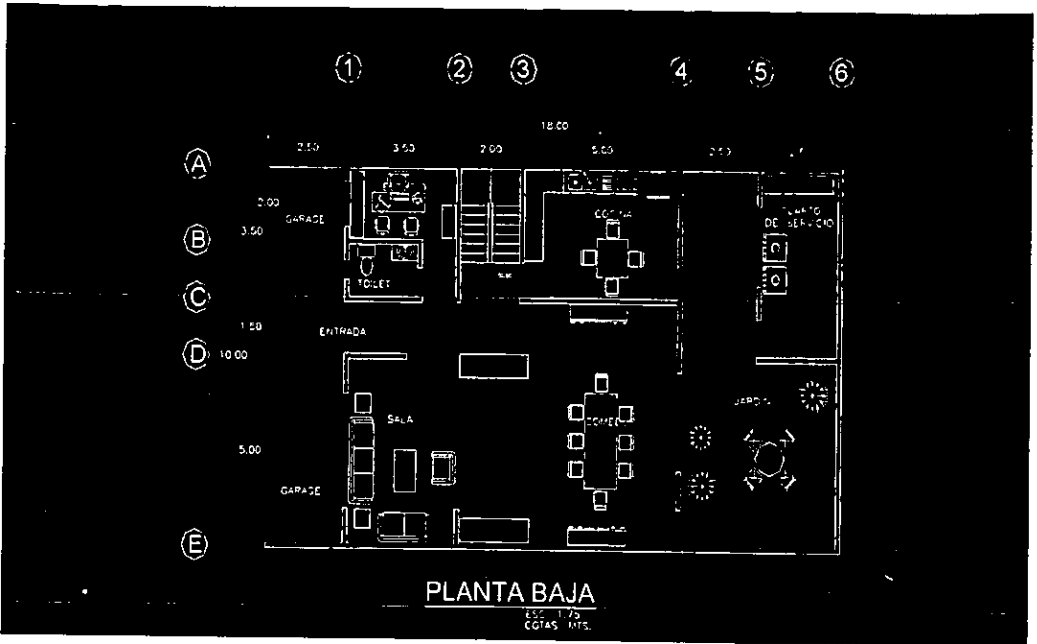 1 2 3 4 5 6
18.00
2.50 3.50 2.00 5.00 2.50
A
2.00
GARAGE
COCINA
CUARTO
DE SERVICIO
B
3.50
TOILET
C
1.50
ENTRADA
D
10.00
SALA
JARDIN
5.00
GARAGE
E
PLANTA BAJA
ESC 1:75
COTAS MTS.